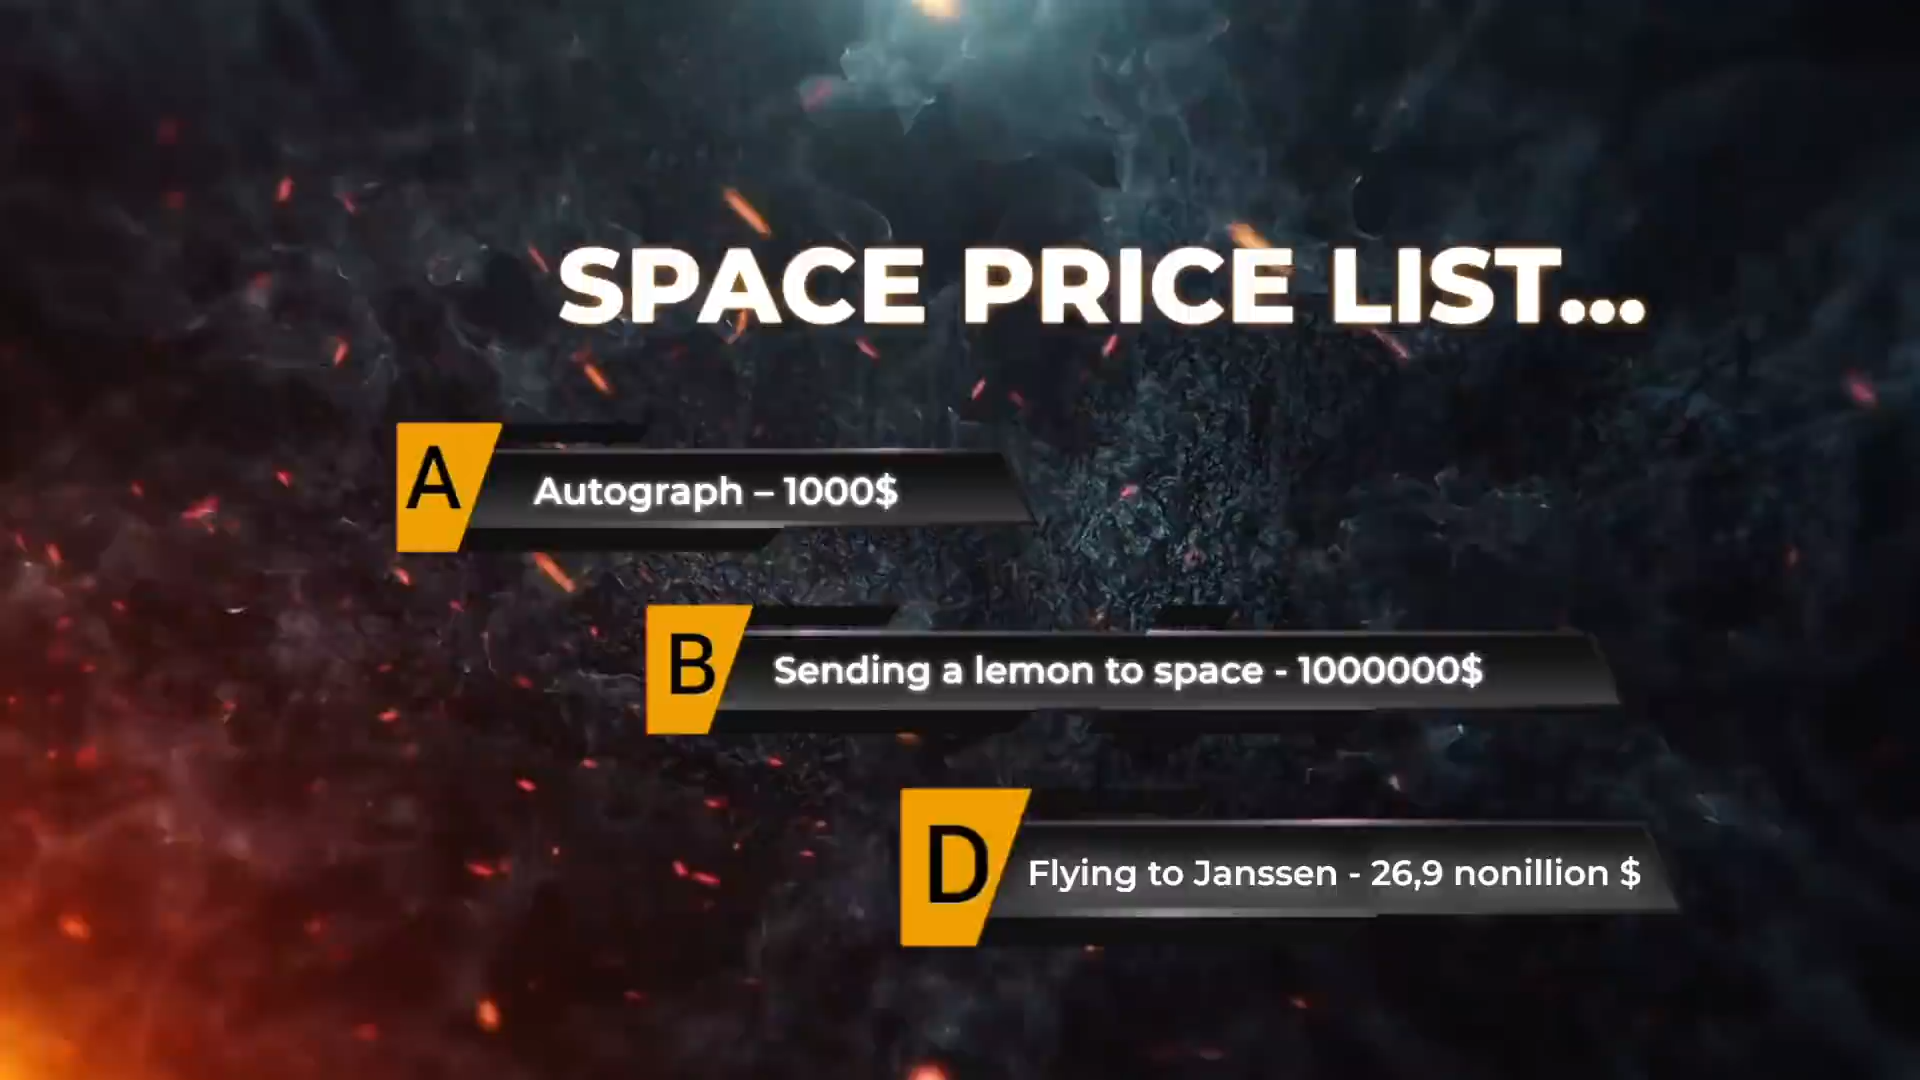 SPACE PRICE LIST...
A
Autograph – 1000$
B
Sending a lemon to space - 1000000$
D
Flying to Janssen - 26,9 nonillion $